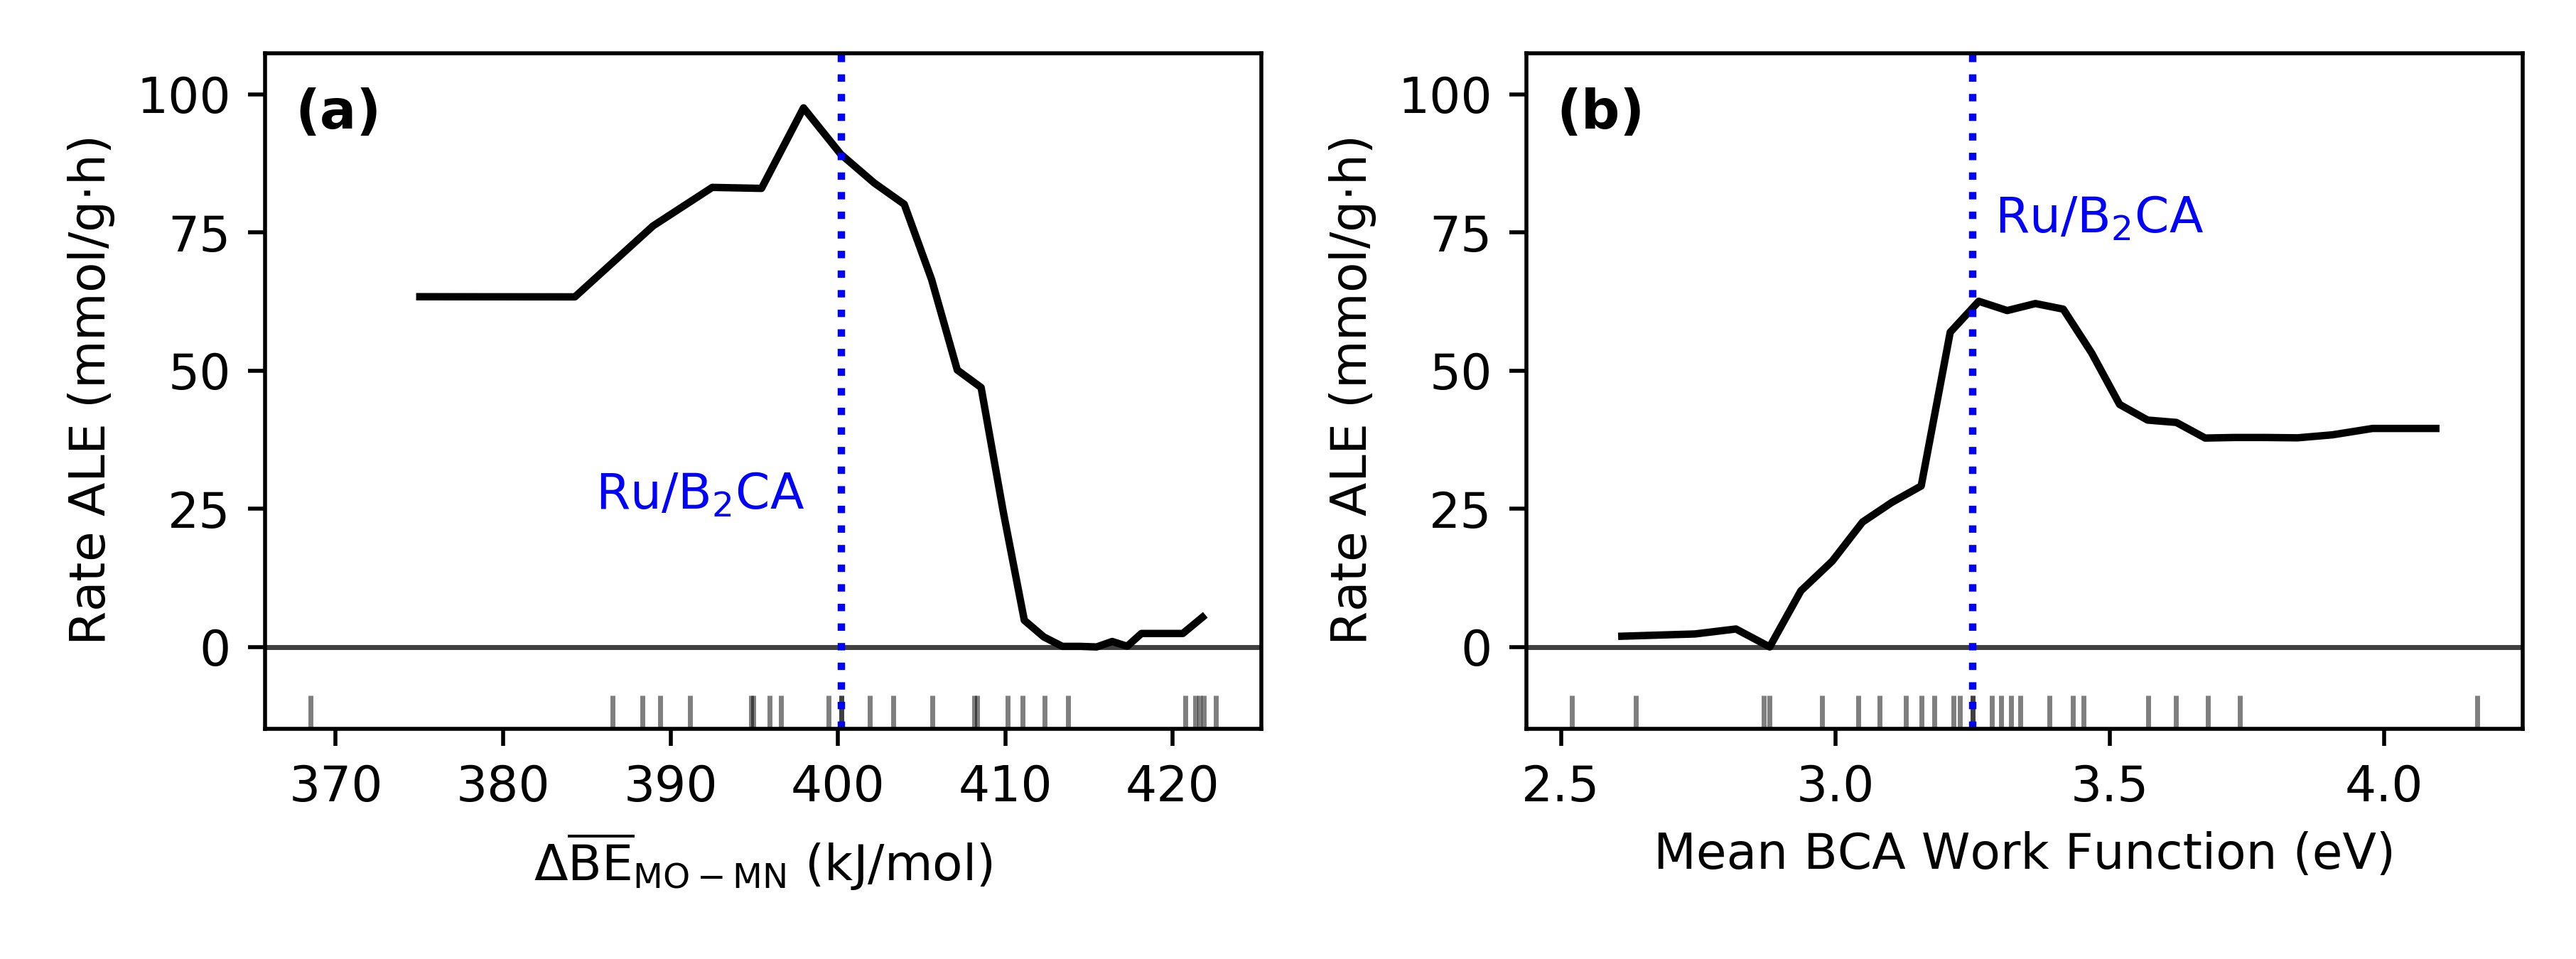 (a)
Rate ALE (mmol/g·h)
100
75
50
25
0
Ru/B₂CA
370 380 390 400 410 420
ΔB̅E̅MO − MN (kJ/mol)
(b)
Rate ALE (mmol/g·h)
100
75
50
25
0
Ru/B₂CA
2.5 3.0 3.5 4.0
Mean BCA Work Function (eV)